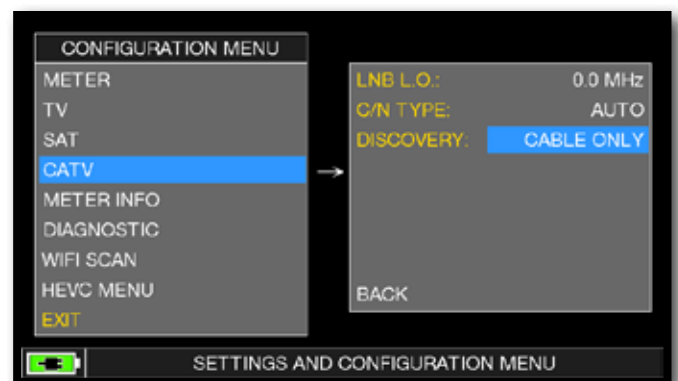 CONFIGURATION MENU
METER
TV
SAT
CATV
METER INFO
DIAGNOSTIC
WIFI SCAN
HEVC MENU
EXIT
LNB L.O.: 0.0 MHz
C/N TYPE: AUTO
DISCOVERY: CABLE ONLY
BACK
SETTINGS AND CONFIGURATION MENU